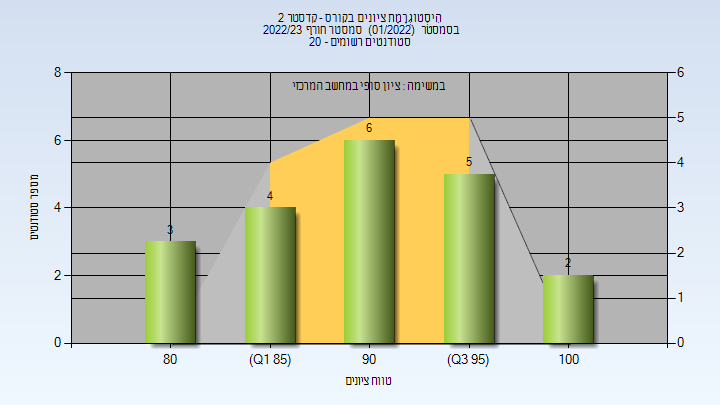 היסטוגרמת ציונים בקורס - קדסטר 2
בסמסטר (01/2022) סמסטר חורף 2022/23
סטודנטים רשומים - 20
במשימה : ציון סופי במחשב המרכזי
8
6
4
2
0
6
5
4
3
2
1
0
3
4
6
5
2
מספר סטודנטים
80
(Q1 85)
90
(Q3 95)
100
טווח ציונים